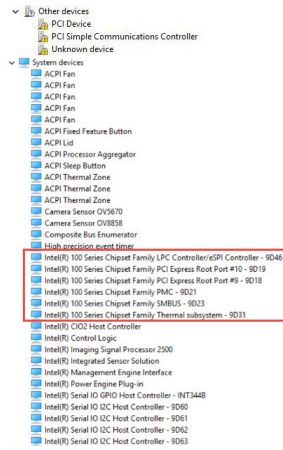 Other devices
PCI Device
PCI Simple Communications Controller
Unknown device
System devices
ACPI Fan
ACPI Fan
ACPI Fan
ACPI Fan
ACPI Fan
ACPI Fixed Feature Button
ACPI Lid
ACPI Processor Aggregator
ACPI Sleep Button
ACPI Thermal Zone
ACPI Thermal Zone
ACPI Thermal Zone
Camera Sensor OV5670
Camera Sensor OV8858
Composite Bus Enumerator
High precision event timer
Intel(R) 100 Series Chipset Family LPC Controller/eSPI Controller - 9D46
Intel(R) 100 Series Chipset Family PCI Express Root Port #10 - 9D19
Intel(R) 100 Series Chipset Family PCI Express Root Port #9 - 9D18
Intel(R) 100 Series Chipset Family PMC - 9D21
Intel(R) 100 Series Chipset Family SMBUS - 9D23
Intel(R) 100 Series Chipset Family Thermal subsystem - 9D31
Intel(R) CIO2 Host Controller
Intel(R) Control Logic
Intel(R) Imaging Signal Processor 2500
Intel(R) Integrated Sensor Solution
Intel(R) Management Engine Interface
Intel(R) Power Engine Plug-in
Intel(R) Serial IO GPIO Host Controller - INT344B
Intel(R) Serial IO I2C Host Controller - 9D60
Intel(R) Serial IO I2C Host Controller - 9D61
Intel(R) Serial IO I2C Host Controller - 9D62
Intel(R) Serial IO I2C Host Controller - 9D63